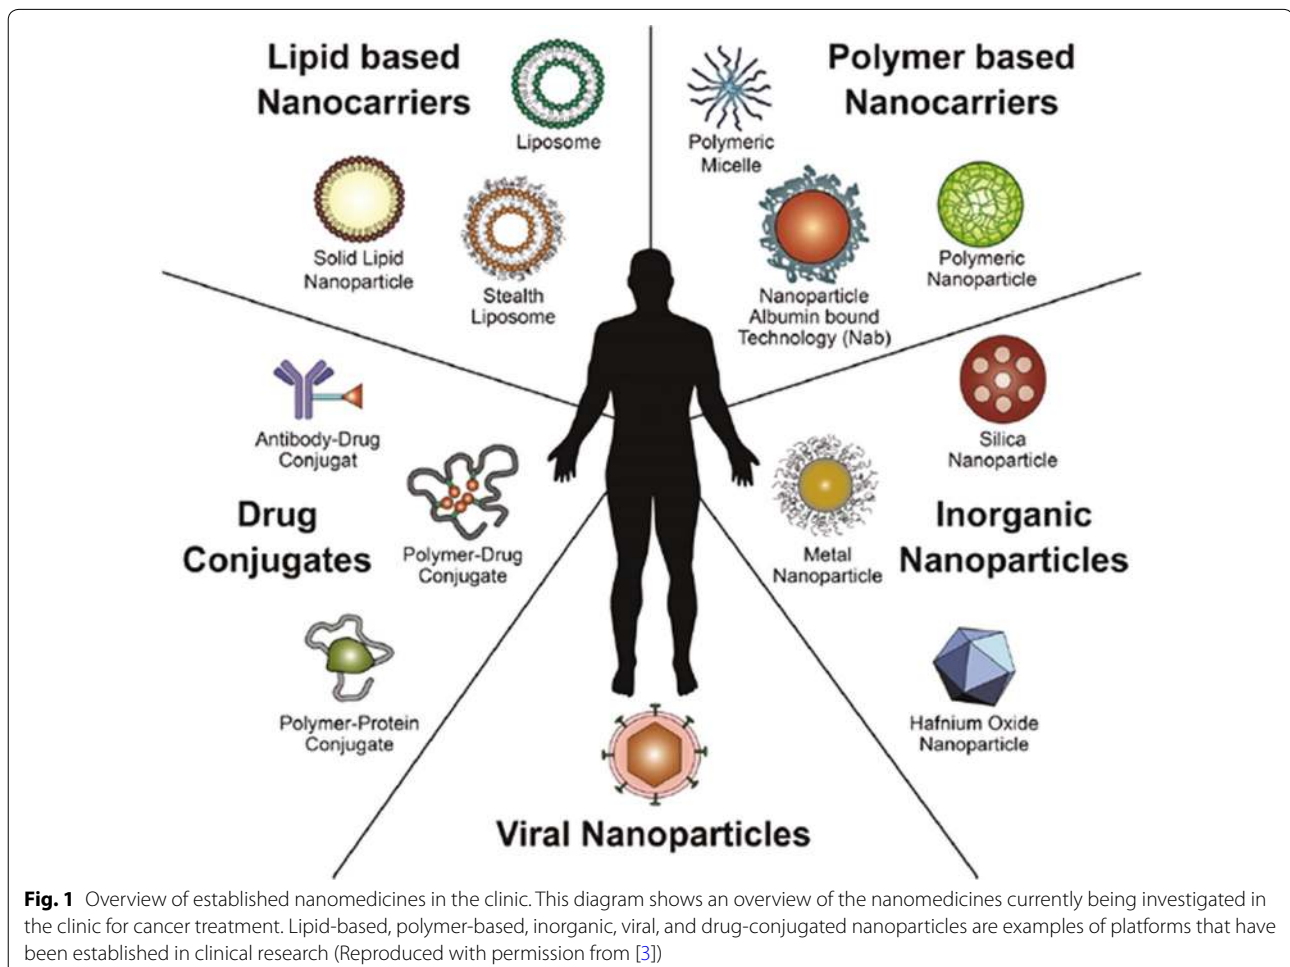 Lipid based
Nanocarriers
Liposome
Solid Lipid
Nanoparticle
Stealth
Liposome
Polymer based
Nanocarriers
Polymeric
Micelle
Nanoparticle
Albumin bound
Technology (Nab)
Polymeric
Nanoparticle
Antibody-Drug
Conjugat
Drug
Conjugates
Polymer-Drug
Conjugate
Polymer-Protein
Conjugate
Silica
Nanoparticle
Metal
Nanoparticle
Inorganic
Nanoparticles
Hafnium Oxide
Nanoparticle
Viral Nanoparticles
Fig. 1 Overview of established nanomedicines in the clinic. This diagram shows an overview of the nanomedicines currently being investigated in
the clinic for cancer treatment. Lipid-based, polymer-based, inorganic, viral, and drug-conjugated nanoparticles are examples of platforms that have
been established in clinical research (Reproduced with permission from [3])